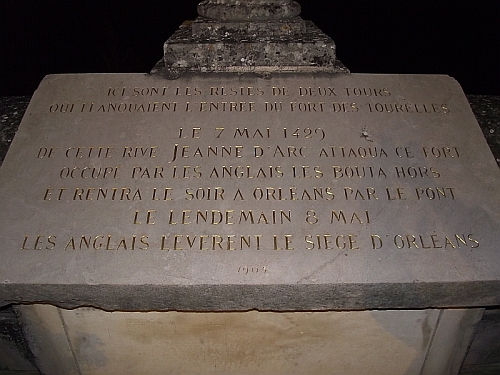 ICI SONT LES RESTES DE DEUX TOURS
QUI FLANQUAIENT L'ENTRÉE DU FORT DES TOURELLES
LE 7 MAI 1429
DE CETTE RIVE JEANNE D'ARC ATTAQUA CE FORT
OCCUPÉ PAR LES ANGLAIS LES BOUTA HORS
ET RENTRA LE SOIR A ORLÉANS PAR LE PONT
LE LENDEMAIN 8 MAI
LES ANGLAIS LEVÈRENT LE SIÈGE D'ORLÉANS